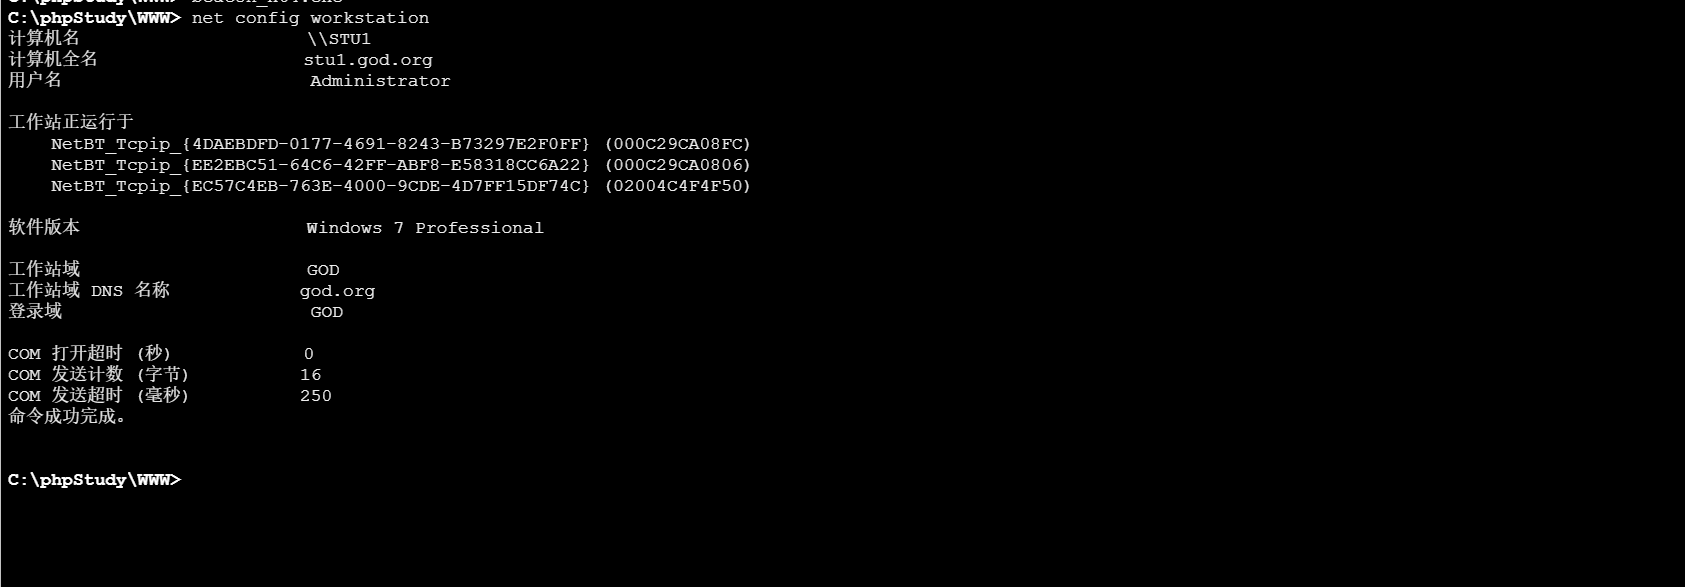 C:\phpStudy\WWW> net config workstation
计算机名 \\STU1
计算机全名 stu1.god.org
用户名 Administrator
工作站正运行于
NetBT_Tcpip_{4DAEBDFD-0177-4691-8243-B73297E2F0FF} (000C29CA08FC)
NetBT_Tcpip_{EE2EBC51-64C6-42FF-ABF8-E58318CC6A22} (000C29CA0806)
NetBT_Tcpip_{EC57C4EB-763E-4000-9CDE-4D7FF15DF74C} (02004C4F4F50)
软件版本 Windows 7 Professional
工作站域 GOD
工作站域 DNS 名称 god.org
登录域 GOD
COM 打开超时 (秒) 0
COM 发送计数 (字节) 16
COM 发送超时 (毫秒) 250
命令成功完成。
C:\phpStudy\WWW>